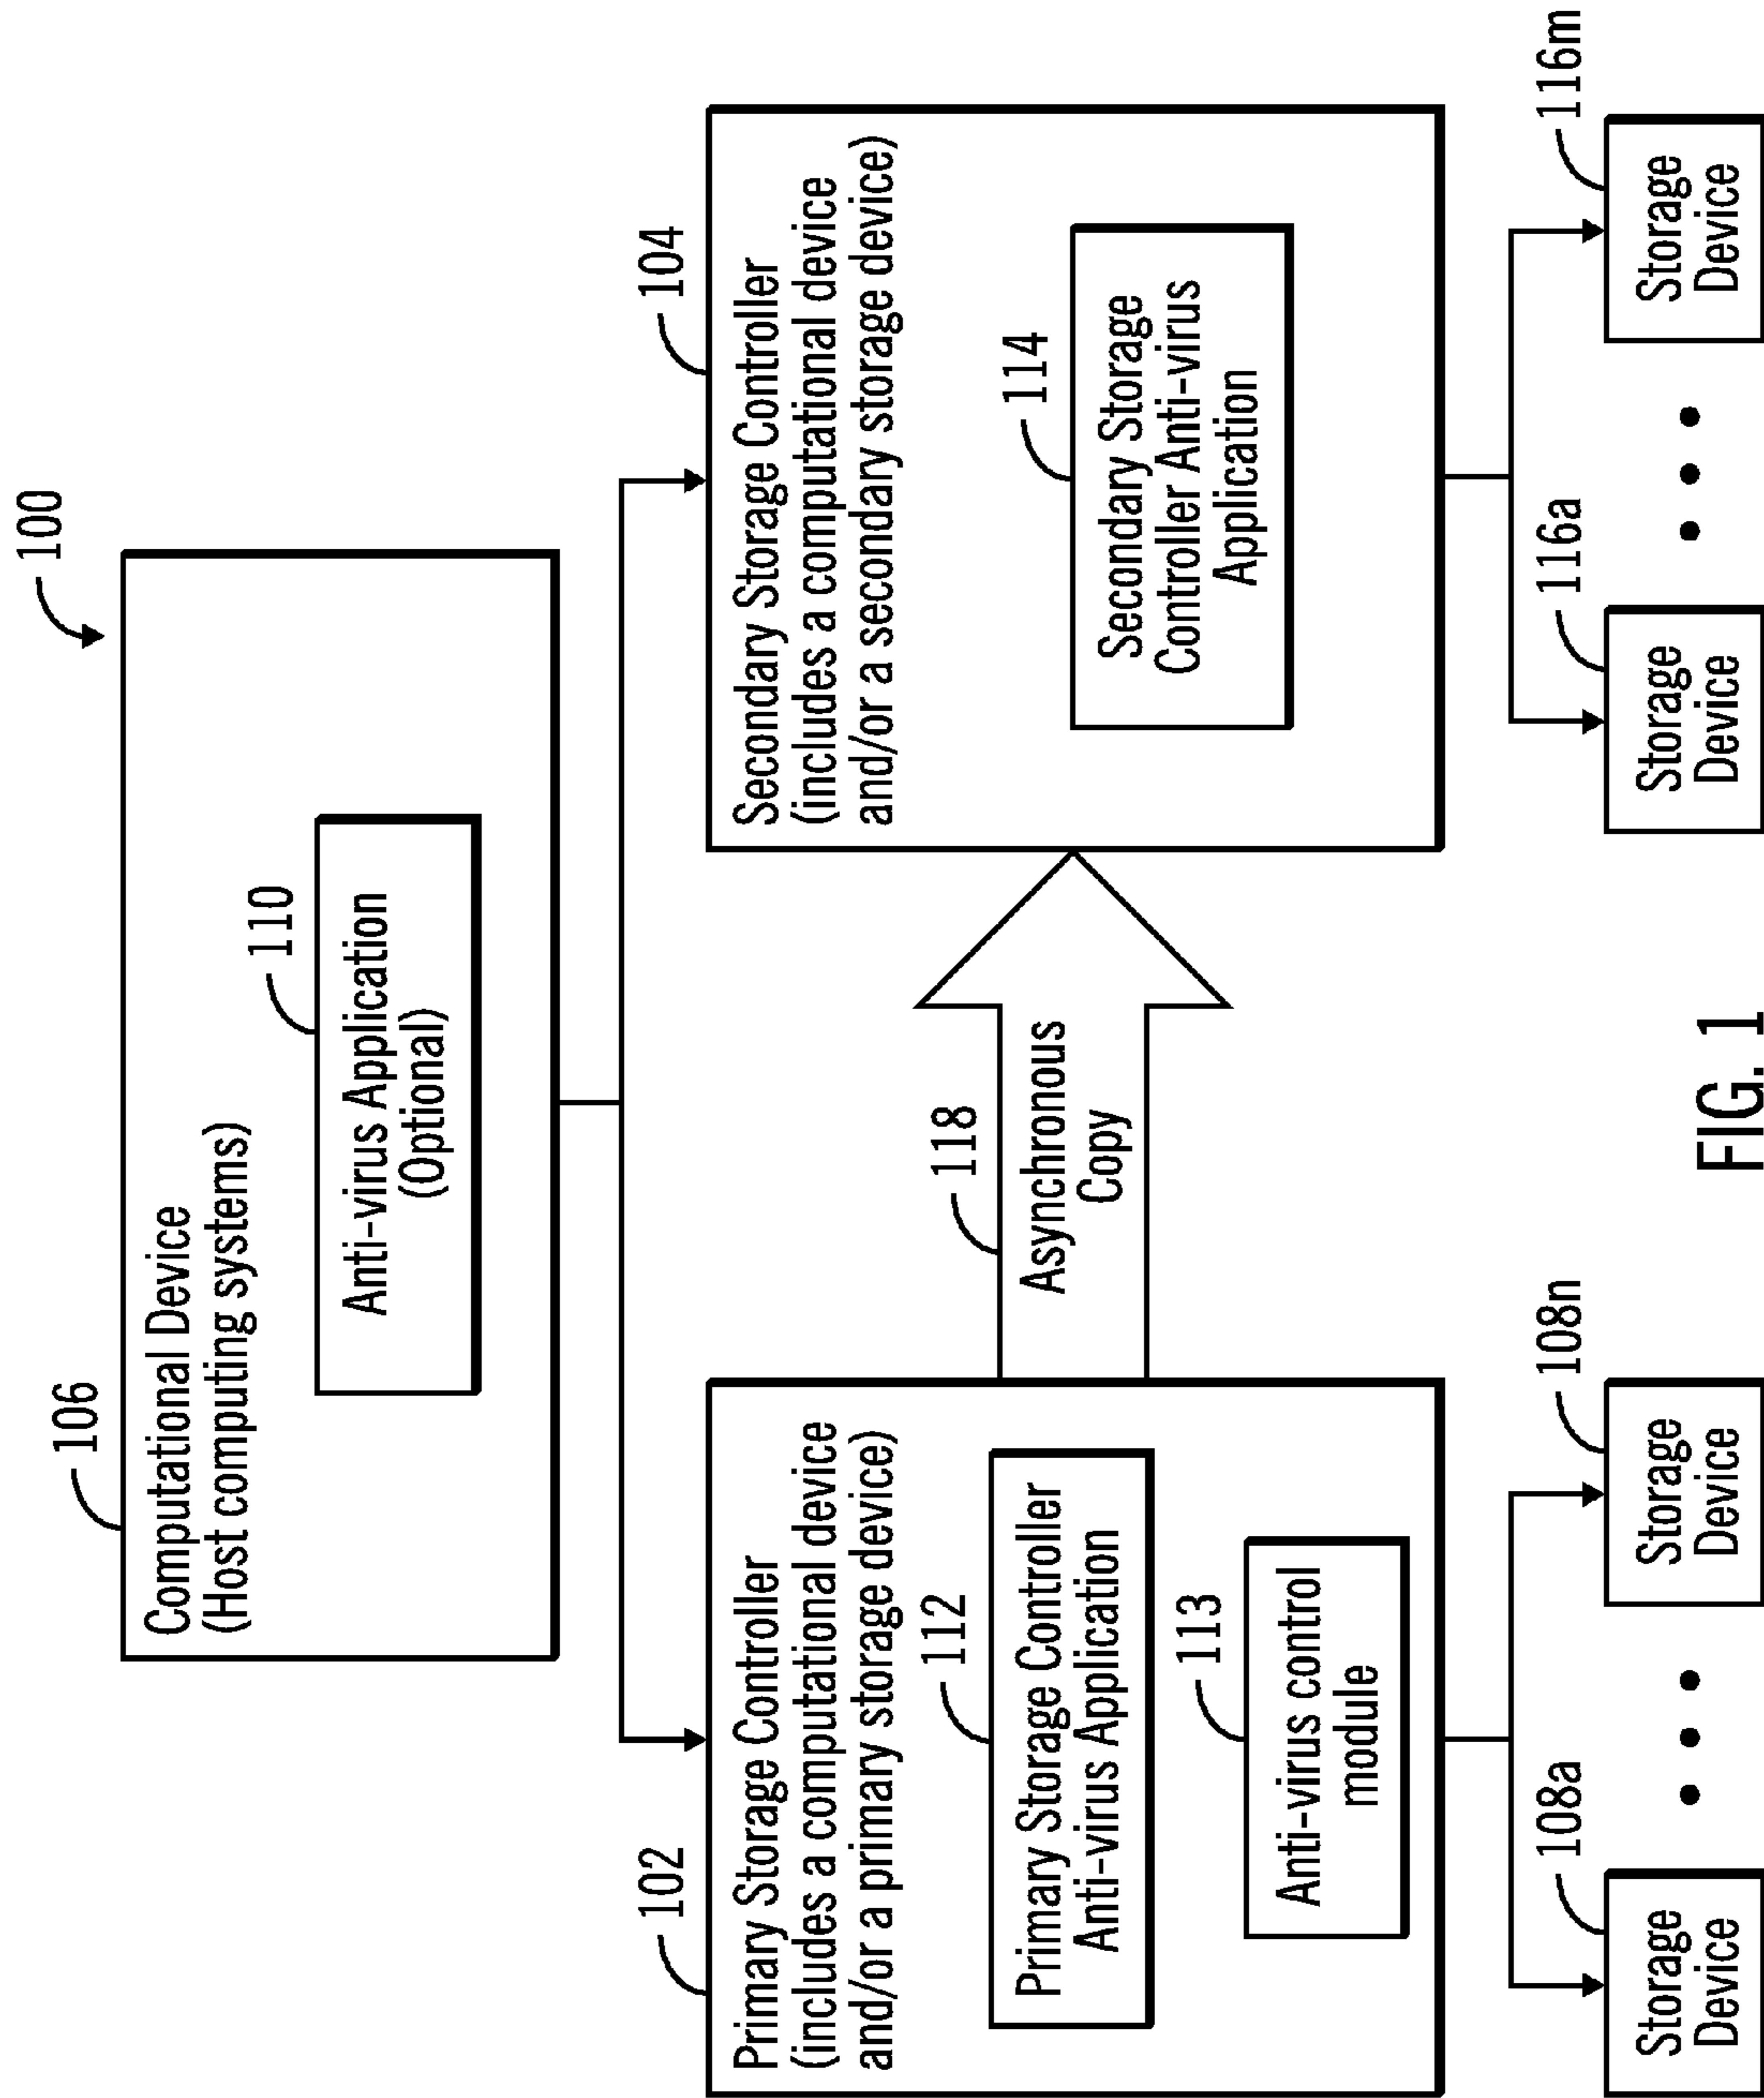 100
106
Computational Device
(Host computing systems)
110
Anti-virus Application
(Optional)
102
Primary Storage Controller
(includes a computational device
and/or a primary storage device)
112
Primary Storage Controller
Anti-virus Application
113
Anti-virus control
module
118
Asynchronous
Copy
104
Secondary Storage Controller
(includes a computational device
and/or a secondary storage device)
114
Secondary Storage
Controller Anti-virus
Application
108a
Storage
Device
• • •
108n
Storage
Device
116a
Storage
Device
• • •
116m
Storage
Device
FIG. 1